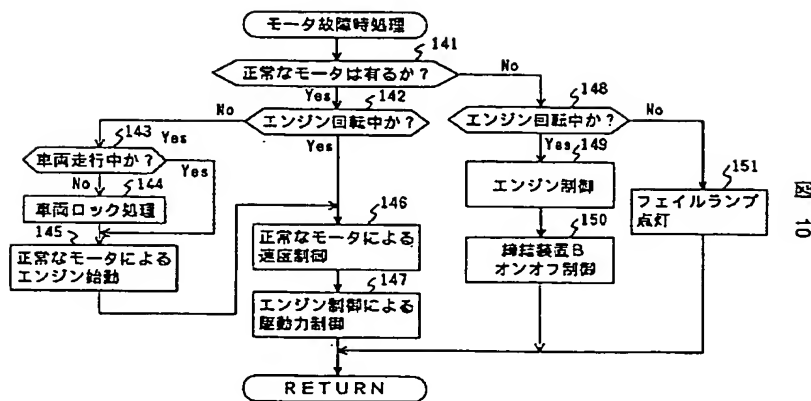 モータ故障時処理
141
正常なモータは有るか?
No
Yes
142
148
No
エンジン回転中か?
エンジン回転中か?
No
143
Yes
Yes
Yes
149
車両走行中か?
Yes
エンジン制御
151
No
144
フェイルランプ
点灯
車両ロック処理
146
150
145
正常なモータによる
速度制御
締結装置B
オンオフ制御
正常なモータによる
エンジン始動
147
エンジン制御による
駆動力制御
RETURN
図 10